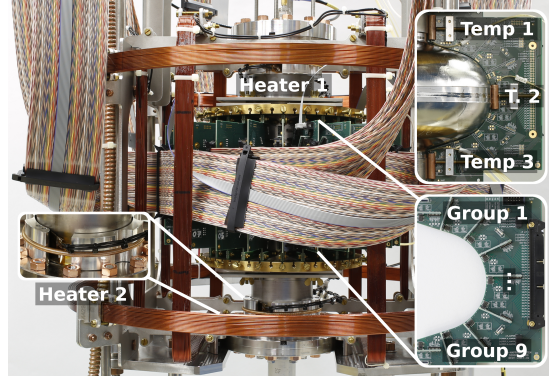 Temp 1
Heater 1
T. 2
Temp 3
Group 1
...
Heater 2
Group 9